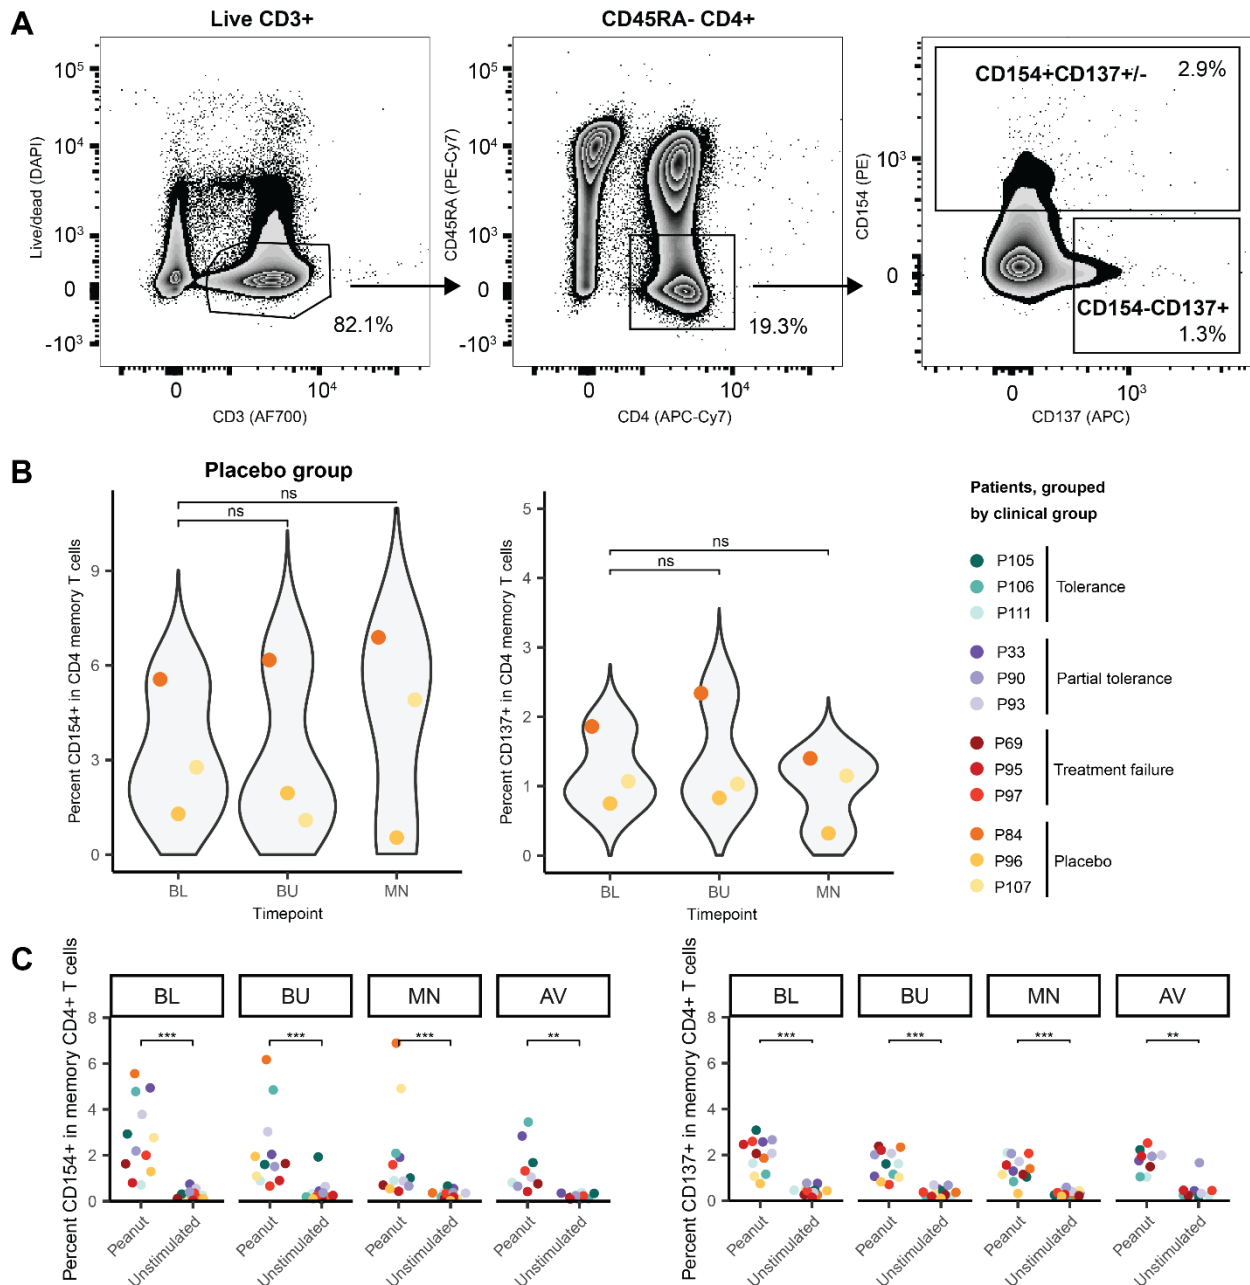 A
Live CD3+
CD45RA- CD4+
10⁵
10⁴
10³
0
-10³
Live/dead (DAPI)
82.1%
0
10⁴
CD3 (AF700)
10⁵
10⁴
10³
0
-10³
CD45RA (PE-Cy7)
19.3%
0
10⁴
CD4 (APC-Cy7)
CD154+CD137+/-
2.9%
10³
0
CD154 (PE)
CD154-CD137+
1.3%
0
10³
CD137 (APC)
B
Placebo group
Percent CD154+ in CD4 memory T cells
9
6
3
0
ns
ns
BL
BU
MN
Timepoint
Percent CD137+ in CD4 memory T cells
5
4
3
2
1
0
ns
ns
BL
BU
MN
Timepoint
Patients, grouped
by clinical group
P105
P106
P111
Tolerance
P33
P90
P93
Partial tolerance
P69
P95
P97
Treatment failure
P84
P96
P107
Placebo
C
Percent CD154+ in memory CD4+ T cells
BL
BU
MN
AV
8
6
4
2
0
***
***
***
**
Peanut
Unstimulated
Peanut
Unstimulated
Peanut
Unstimulated
Peanut
Unstimulated
Percent CD137+ in memory CD4+ T cells
BL
BU
MN
AV
8
6
4
2
0
***
***
***
**
Peanut
Unstimulated
Peanut
Unstimulated
Peanut
Unstimulated
Peanut
Unstimulated